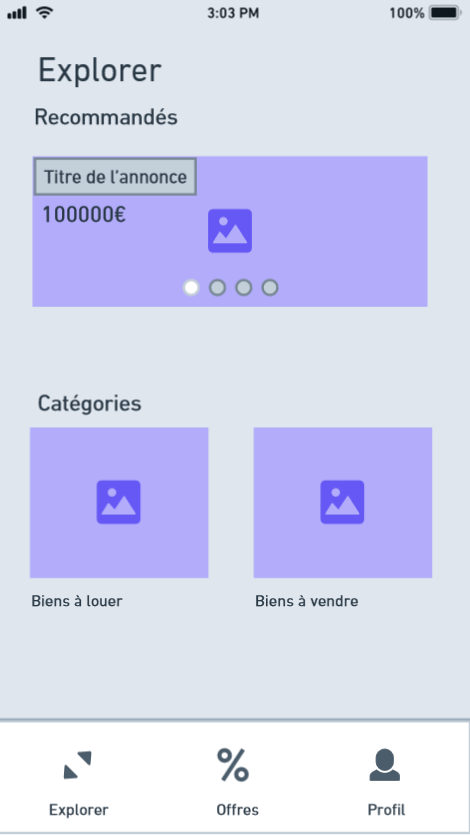 3:03 PM 100%
Explorer
Recommandés
Titre de l'annonce
100000€
Catégories
Biens à louer Biens à vendre
% 
Explorer Offres Profil